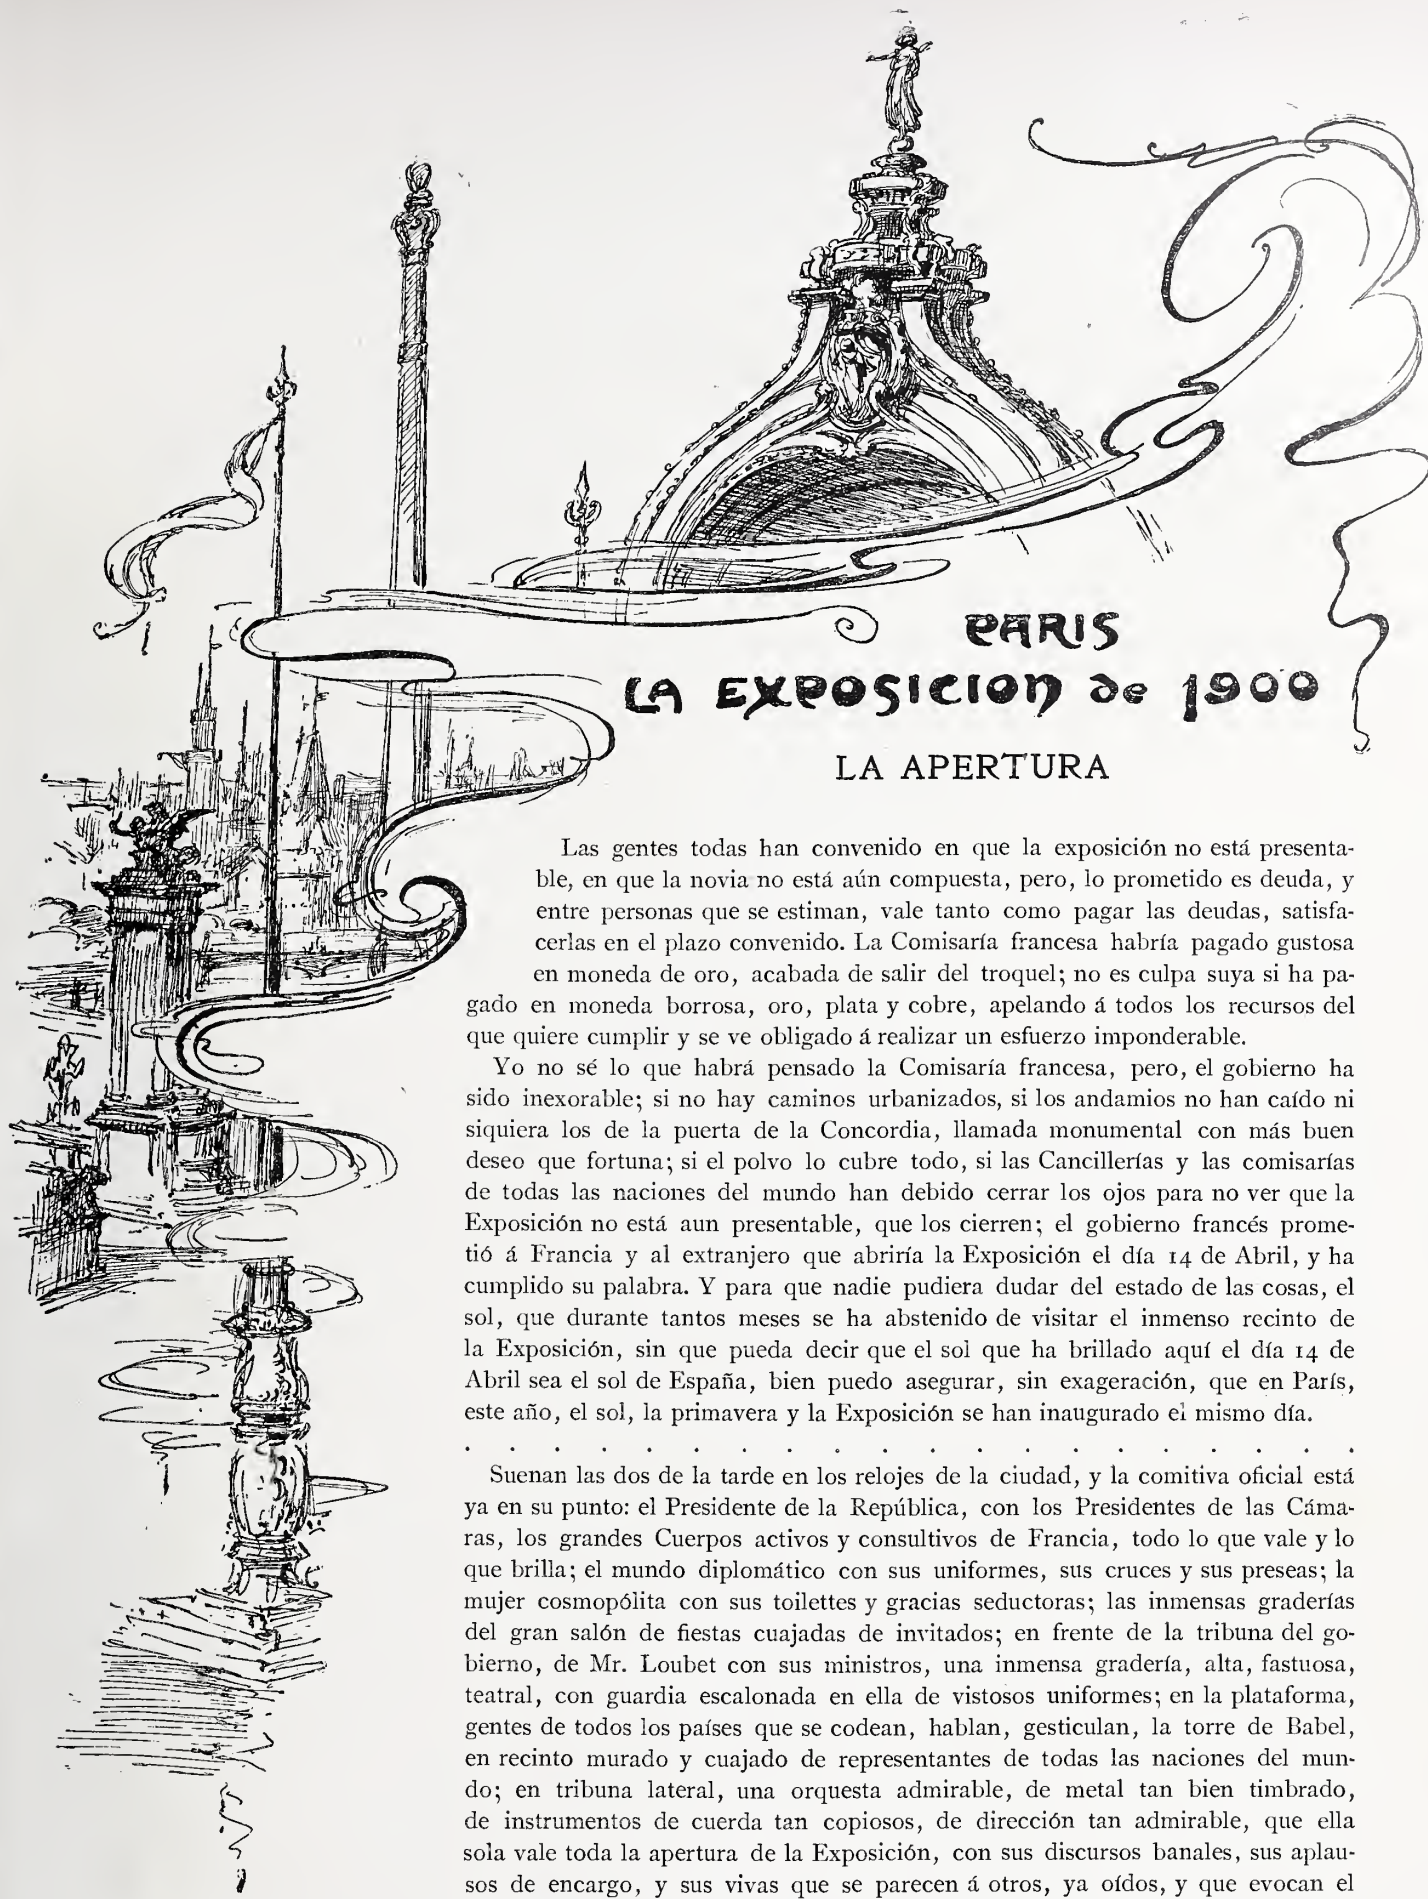 PARIS
LA EXPOSICION de 1900
LA APERTURA
Las gentes todas han convenido en que la exposición no está presenta-
ble, en que la novia no está aún compuesta, pero, lo prometido es deuda, y
entre personas que se estiman, vale tanto como pagar las deudas, satisfa-
cerlas en el plazo convenido. La Comisaría francesa habría pagado gustosa
en moneda de oro, acabada de salir del troquel; no es culpa suya si ha pa-
gado en moneda borrosa, oro, plata y cobre, apelando á todos los recursos del
que quiere cumplir y se ve obligado á realizar un esfuerzo imponderable.
Yo no sé lo que habrá pensado la Comisaría francesa, pero, el gobierno ha
sido inexorable; si no hay caminos urbanizados, si los andamios no han caído ni
siquiera los de la puerta de la Concordia, llamada monumental con más buen
deseo que fortuna; si el polvo lo cubre todo, si las Cancillerías y las comisarías
de todas las naciones del mundo han debido cerrar los ojos para no ver que la
Exposición no está aun presentable, que los cierren; el gobierno francés prome-
tió á Francia y al extranjero que abriría la Exposición el día 14 de Abril, y ha
cumplido su palabra. Y para que nadie pudiera dudar del estado de las cosas, el
sol, que durante tantos meses se ha abstenido de visitar el inmenso recinto de
la Exposición, sin que pueda decir que el sol que ha brillado aquí el día 14 de
Abril sea el sol de España, bien puedo asegurar, sin exageración, que en París,
este año, el sol, la primavera y la Exposición se han inaugurado el mismo día.
. . . . . . . . . . . . . . . . . . . . . . . . . .
Suenan las dos de la tarde en los relojes de la ciudad, y la comitiva oficial está
ya en su punto: el Presidente de la República, con los Presidentes de las Cáma-
ras, los grandes Cuerpos activos y consultivos de Francia, todo lo que vale y lo
que brilla; el mundo diplomático con sus uniformes, sus cruces y sus preseas; la
mujer cosmopólita con sus toilettes y gracias seductoras; las inmensas graderías
del gran salón de fiestas cuajadas de invitados; en frente de la tribuna del go-
bierno, de Mr. Loubet con sus ministros, una inmensa gradería, alta, fastuosa,
teatral, con guardia escalonada en ella de vistosos uniformes; en la plataforma,
gentes de todos los países que se codean, hablan, gesticulan, la torre de Babel,
en recinto murado y cuajado de representantes de todas las naciones del mun-
do; en tribuna lateral, una orquesta admirable, de metal tan bien timbrado,
de instrumentos de cuerda tan copiosos, de dirección tan admirable, que ella
sola vale toda la apertura de la Exposición, con sus discursos banales, sus aplau-
sos de encargo, y sus vivas que se parecen á otros, ya oídos, y que evocan el